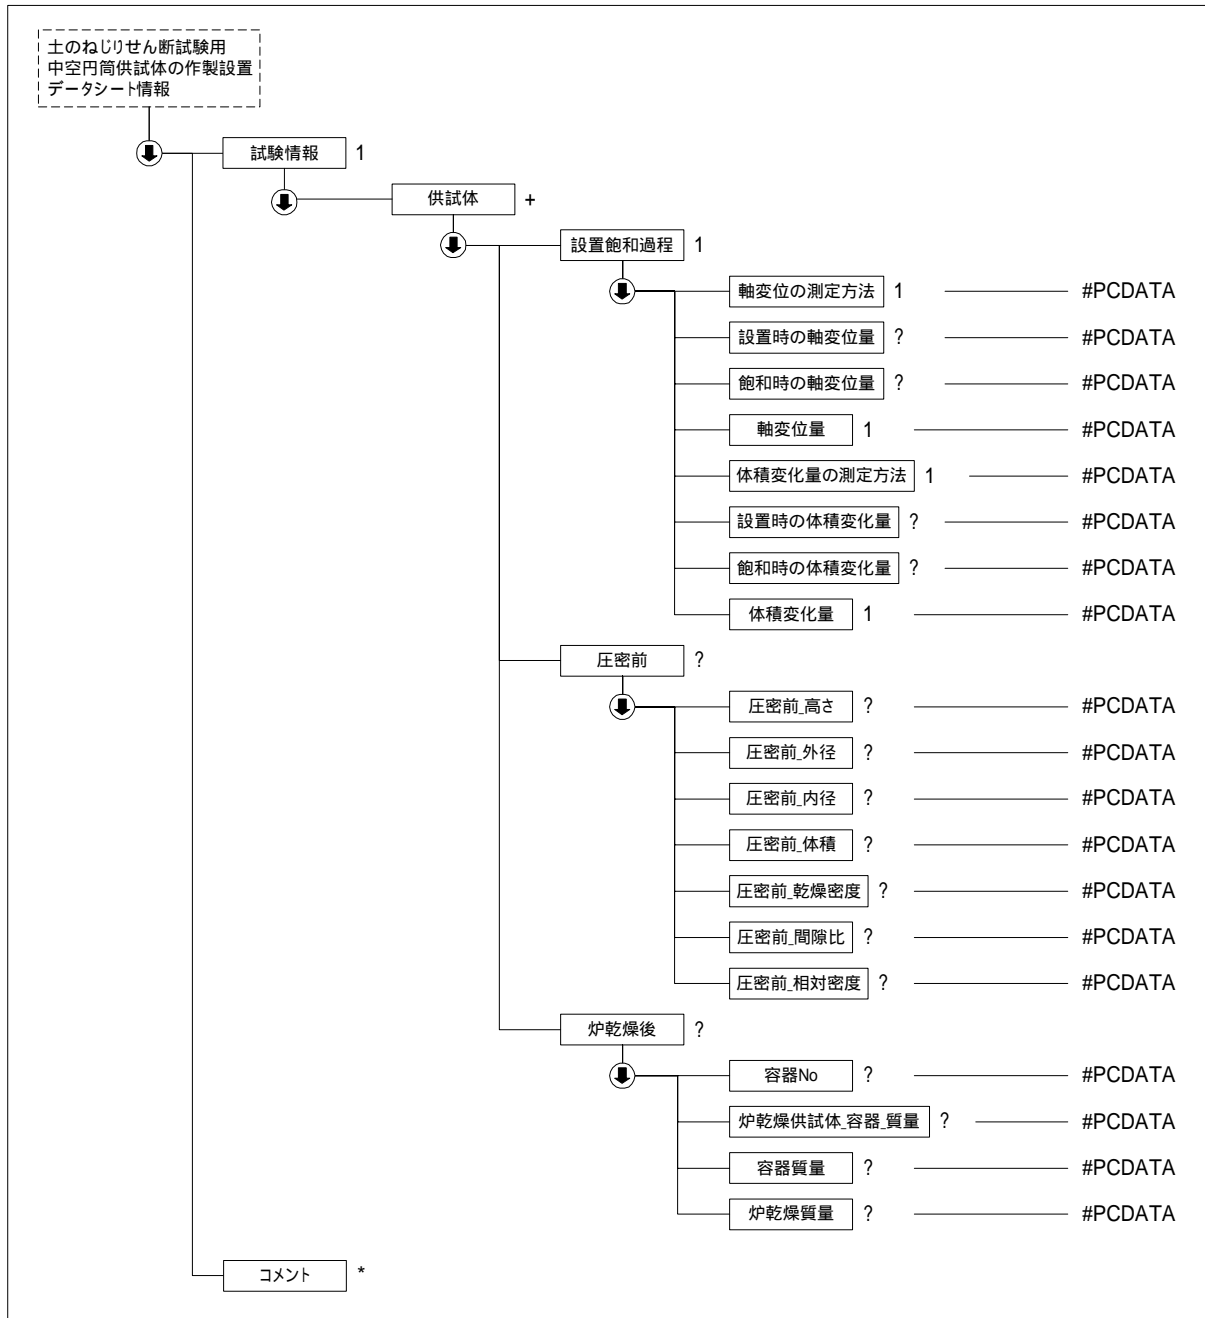 土のねじりせん断試験用
中空円筒供試体の作製設置
データシート情報
試験情報 1
供試体 +
設置飽和過程 1
軸変位の測定方法 1 #PCDATA
設置時の軸変位量 ? #PCDATA
飽和時の軸変位量 ? #PCDATA
軸変位量 1 #PCDATA
体積変化量の測定方法 1 #PCDATA
設置時の体積変化量 ? #PCDATA
飽和時の体積変化量 ? #PCDATA
体積変化量 1 #PCDATA
圧密前 ?
圧密前_高さ ? #PCDATA
圧密前_外径 ? #PCDATA
圧密前_内径 ? #PCDATA
圧密前_体積 ? #PCDATA
圧密前_乾燥密度 ? #PCDATA
圧密前_間隙比 ? #PCDATA
圧密前_相対密度 ? #PCDATA
炉乾燥後 ?
容器No ? #PCDATA
炉乾燥供試体_容器_質量 ? #PCDATA
容器質量 ? #PCDATA
炉乾燥質量 ? #PCDATA
コメント *